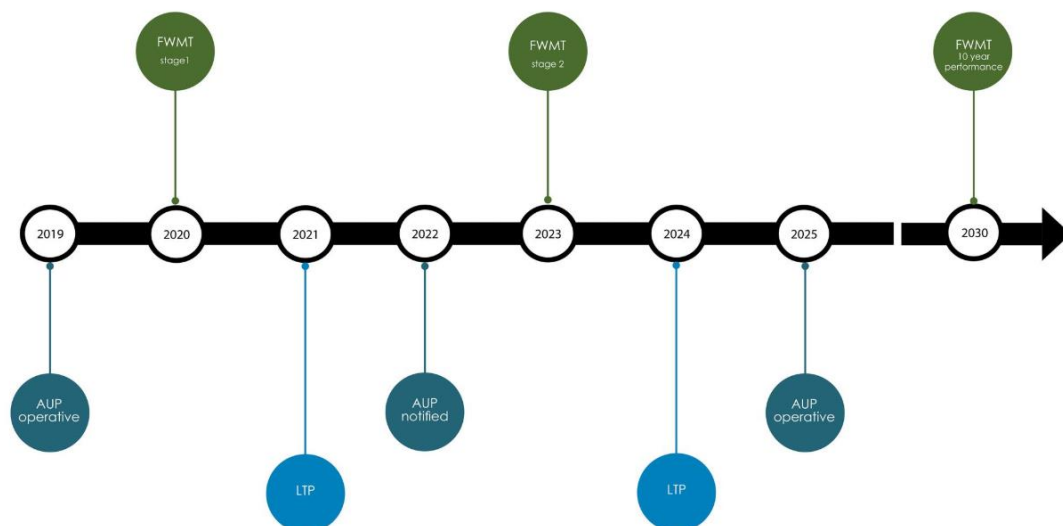 FWMT
stage1
FWMT
stage 2
FWMT
10 year
performance
2019
2020
2021
2022
2023
2024
2025
2030
AUP
operative
AUP
notified
AUP
operative
LTP
LTP